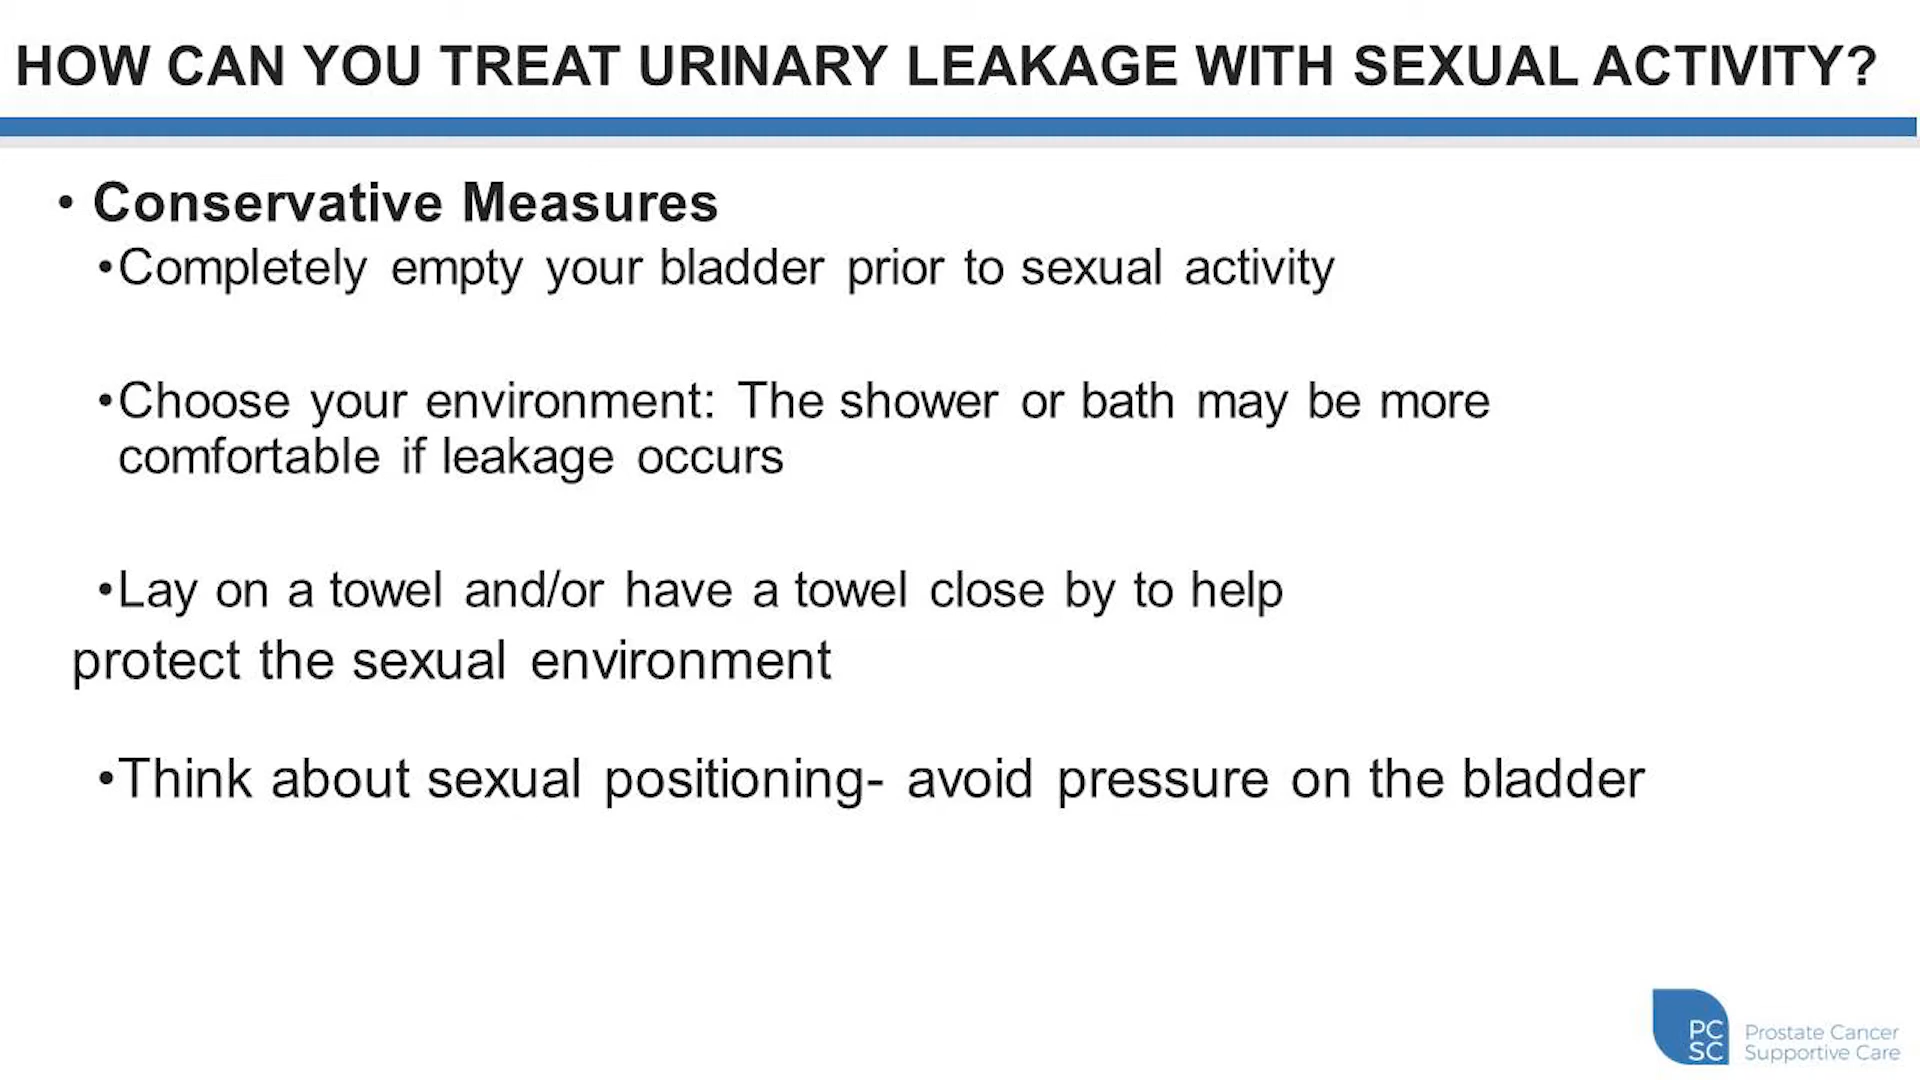 HOW CAN YOU TREAT URINARY LEAKAGE WITH SEXUAL ACTIVITY?
• Conservative Measures
•Completely empty your bladder prior to sexual activity
•Choose your environment: The shower or bath may be more
comfortable if leakage occurs
•Lay on a towel and/or have a towel close by to help
protect the sexual environment
•Think about sexual positioning- avoid pressure on the bladder
PC
SC
Prostate Cancer
Supportive Care